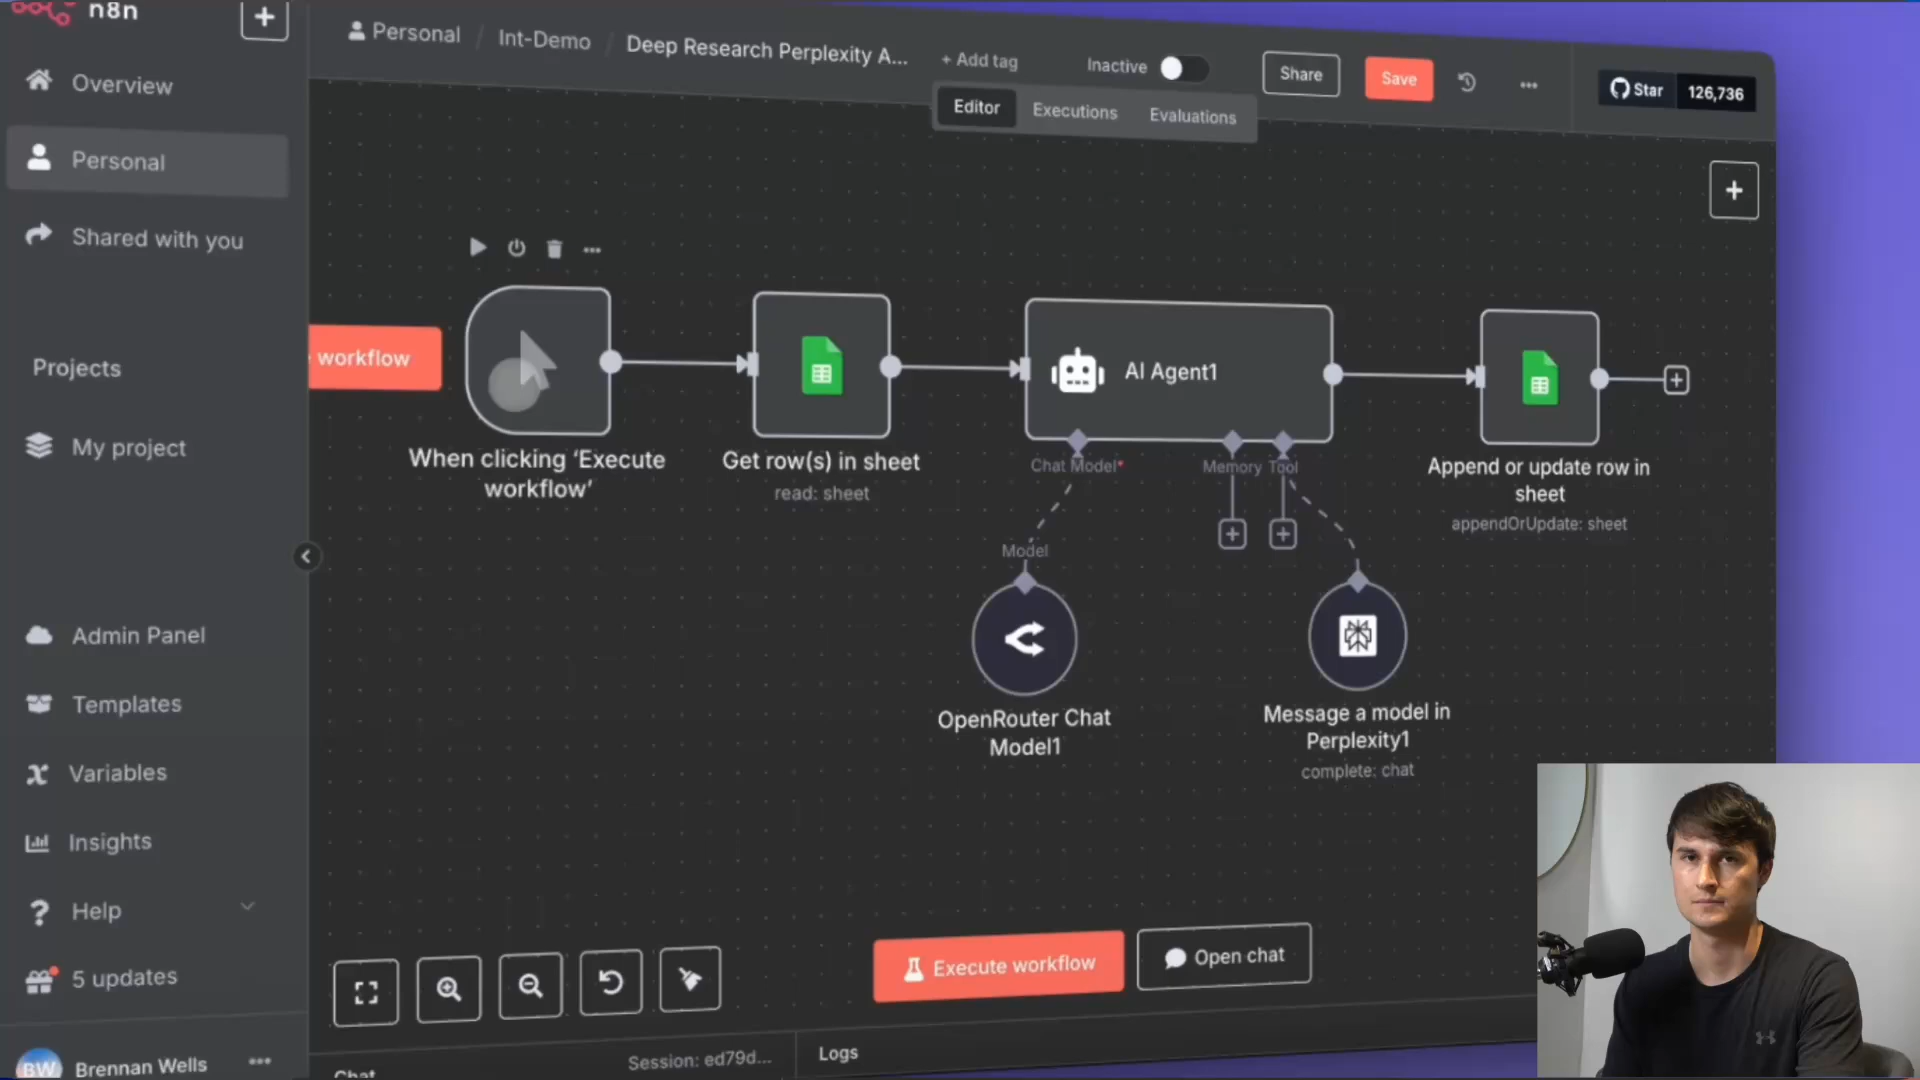 n8n
Overview
Personal
Shared with you
Projects
My project
Admin Panel
Templates
Variables
Insights
Help
5 updates
BW Brennan Wells
Personal / Int-Demo / Deep Research Perplexity A... + Add tag Inactive Share Save ... Star 126,736
Editor Executions Evaluations
workflow
When clicking ‘Execute
workflow’
Get row(s) in sheet
read: sheet
AI Agent1
Chat Model*
Memory
Tool
Append or update row in
sheet
appendOrUpdate: sheet
Model
OpenRouter Chat
Model1
Message a model in
Perplexity1
complete: chat
Execute workflow
Open chat
Chat
Session: ed79d...
Logs